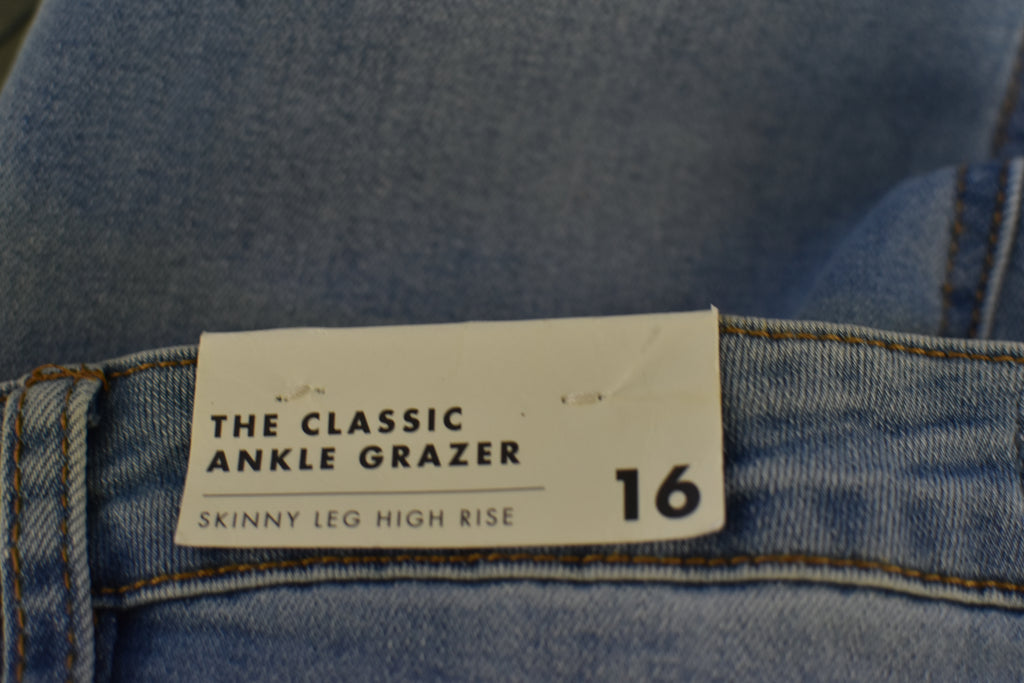 THE CLASSIC
ANKLE GRAZER
SKINNY LEG HIGH RISE
16